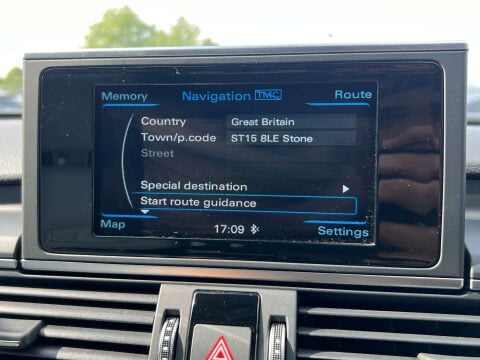 Memory Navigation TMC Route
Country Great Britain
Town/p.code ST15 8LE Stone
Street
Special destination
Start route guidance
Map 17:09 Settings